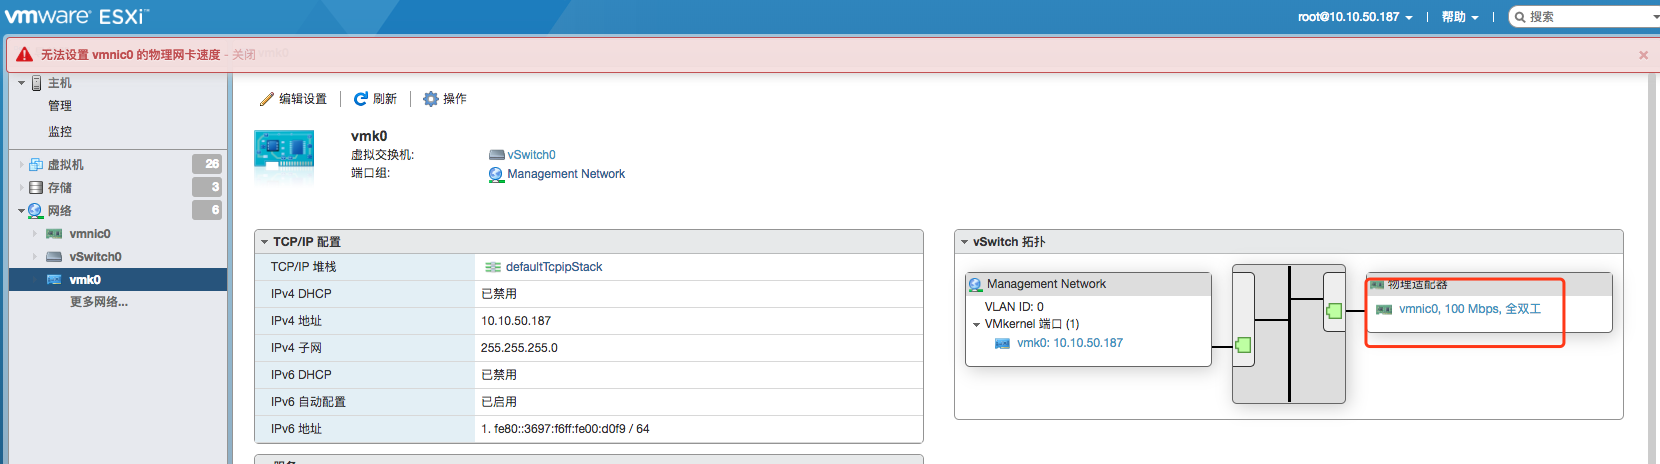 vmware ESXi
root@10.10.50.187
帮助
搜索
无法设置 vmnic0 的物理网卡速度 - 关闭
主机
管理
监控
虚拟机 26
存储 3
网络 6
vmnic0
vSwitch0
vmk0
更多网络...
编辑设置 刷新 操作
vmk0
虚拟交换机: vSwitch0
端口组: Management Network
TCP/IP 配置
TCP/IP 堆栈 defaultTcpipStack
IPv4 DHCP 已禁用
IPv4 地址 10.10.50.187
IPv4 子网 255.255.255.0
IPv6 DHCP 已禁用
IPv6 自动配置 已启用
IPv6 地址 1. fe80::3697:f6ff:fe00:d0f9 / 64
vSwitch 拓扑
Management Network
VLAN ID: 0
VMkernel 端口 (1)
vmk0: 10.10.50.187
物理适配器
vmnic0, 100 Mbps, 全双工